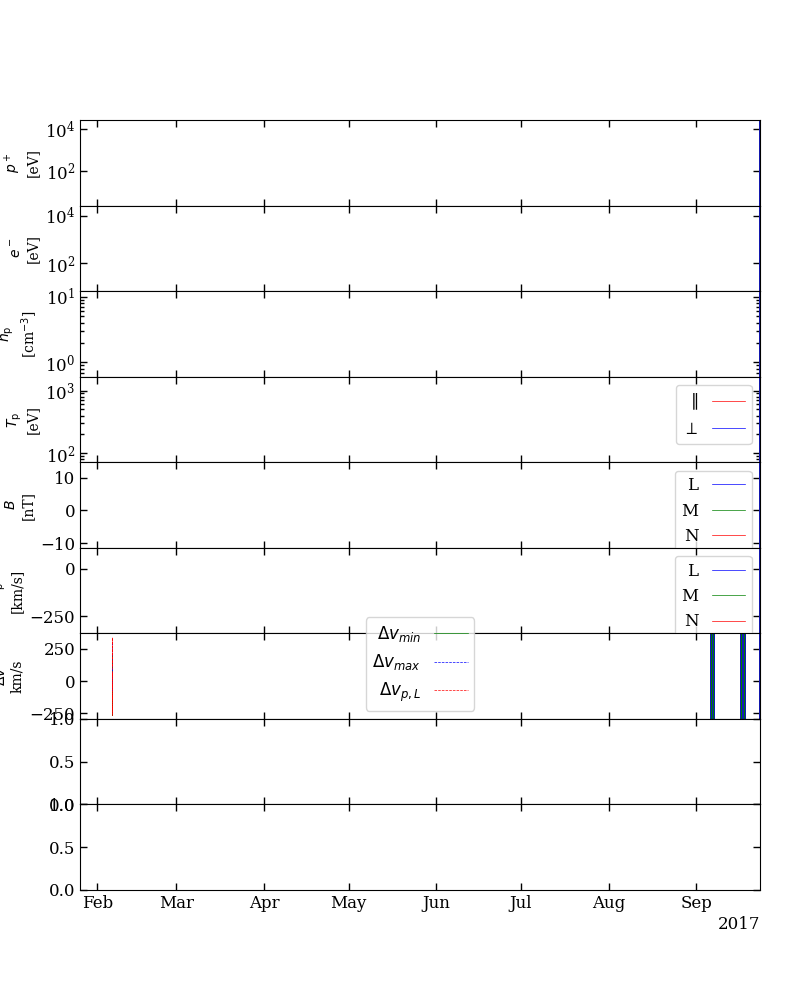 10⁴
p⁺
[eV]
10²
10⁴
e⁻
[eV]
10²
10¹
n_p
[cm⁻³]
10⁰
10³
T_p
[eV]
10²
∥
⊥
10
B
[nT]
0
−10
L
M
N
0
p
[km/s]
−250
L
M
N
250
km/s
0
−250
Δv_min
Δv_max
Δv_p,L
1.0
0.5
0.0
1.0
0.5
0.0
Feb Mar Apr May Jun Jul Aug Sep
2017